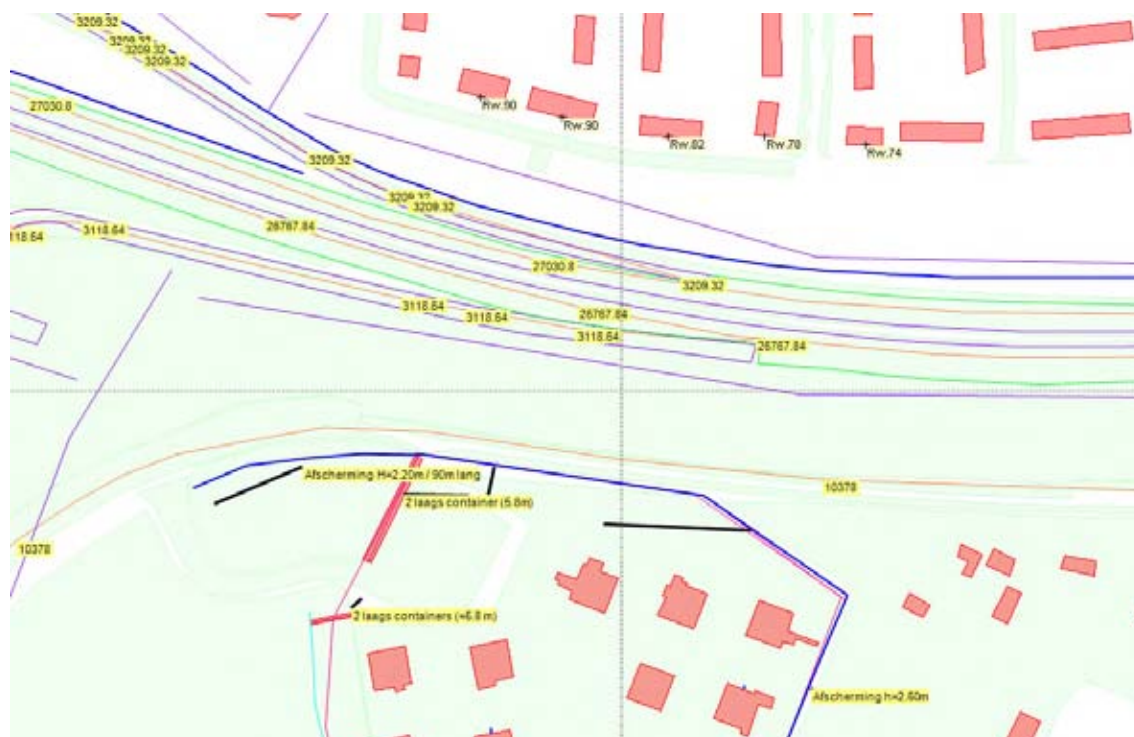 3209.32
3209.32
3209.32
3209.32
27030.8
Rw.90
Rw.90
Rw.82
Rw.78
Rw.74
3209.32
3209.32
3209.32
26767.84
3118.64
3118.64
27030.8
3209.32
3118.64
3118.64
26767.84
3118.64
26767.84
Afscherming H=2.20m / 90m lang
2 laags container (5.8m)
10378
10378
2 laags containers (=5.8 m)
Afscherming h=2.60m